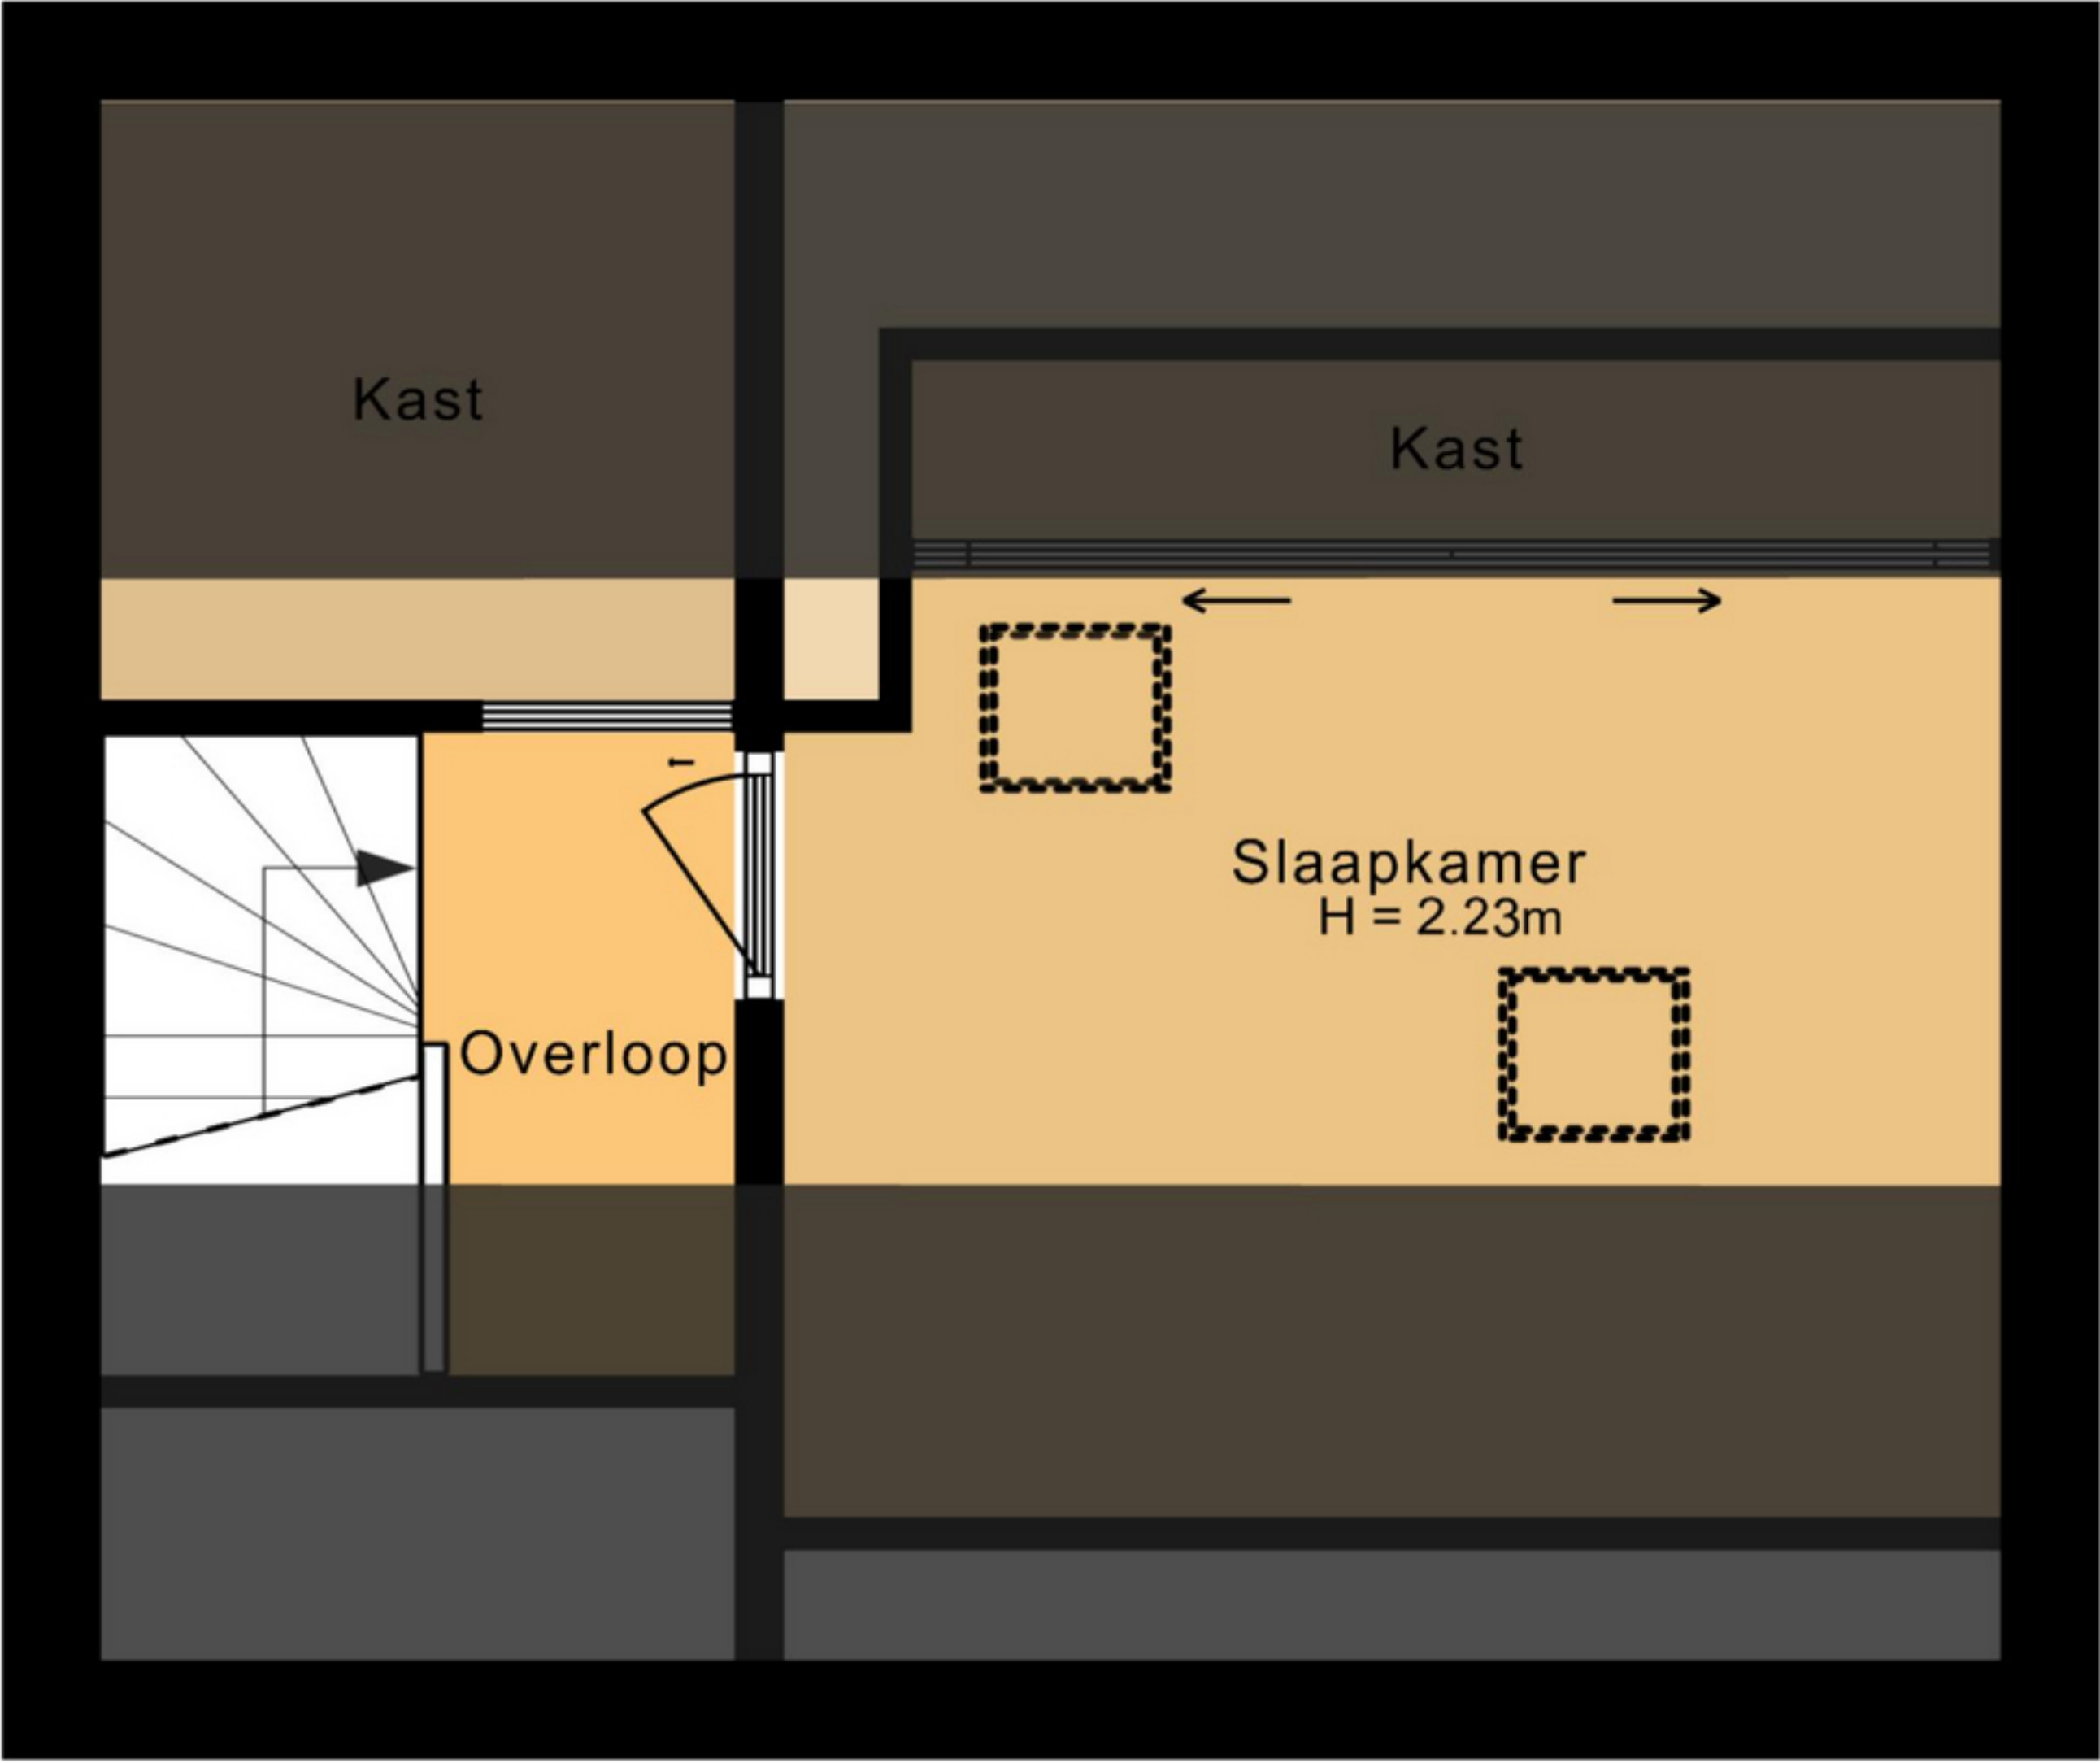 Kast
Kast
Slaapkamer
H = 2.23m
Overloop